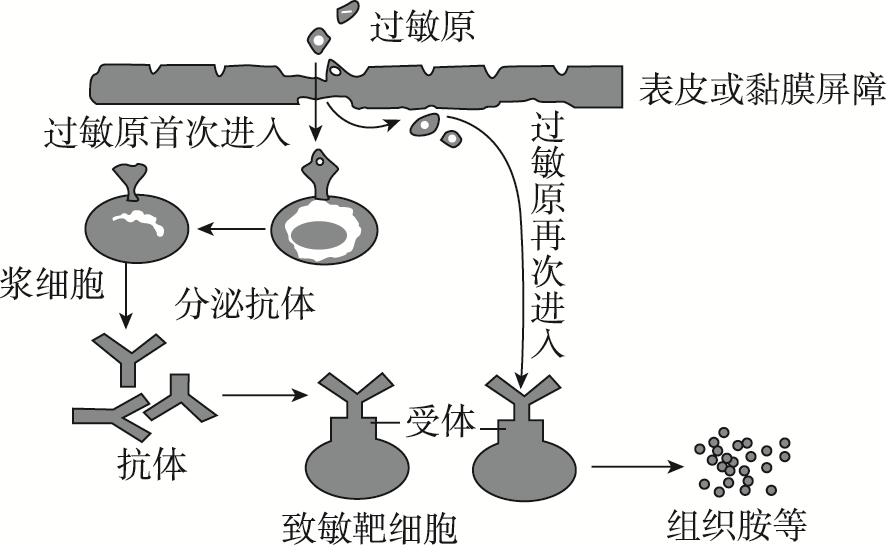 过敏原
表皮或黏膜屏障
过敏原首次进入
过敏原再次进入
浆细胞
分泌抗体
抗体
受体
致敏靶细胞
组织胺等